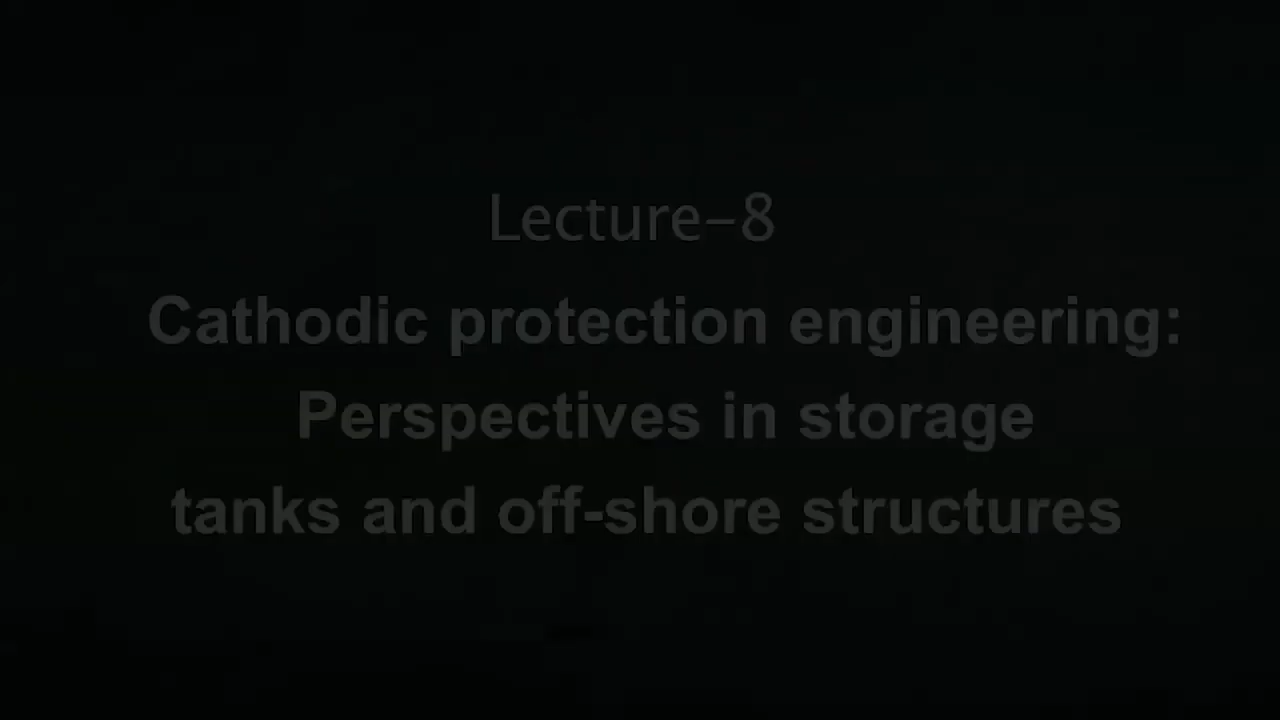 Lecture–8
Cathodic protection engineering:
Perspectives in storage
tanks and off-shore structures